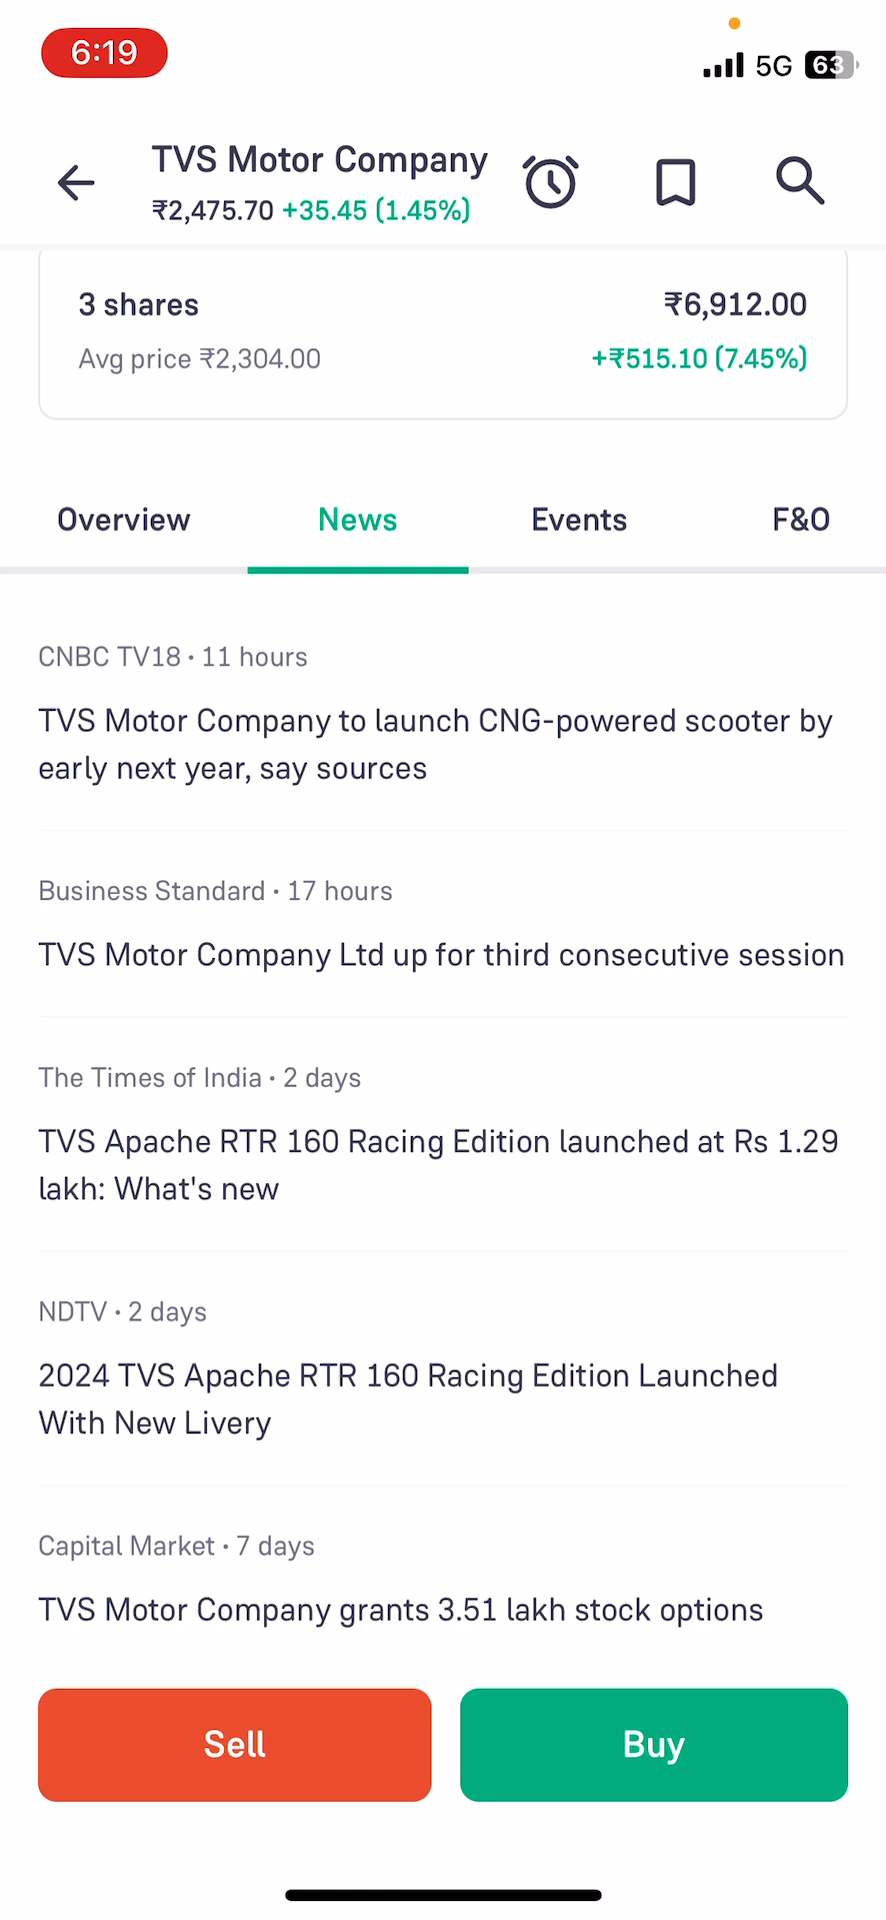 6:19
5G 63
TVS Motor Company
₹2,475.70 +35.45 (1.45%)
3 shares ₹6,912.00
Avg price ₹2,304.00 +₹515.10 (7.45%)
Overview News Events F&O
CNBC TV18 • 11 hours
TVS Motor Company to launch CNG-powered scooter by
early next year, say sources
Business Standard • 17 hours
TVS Motor Company Ltd up for third consecutive session
The Times of India • 2 days
TVS Apache RTR 160 Racing Edition launched at Rs 1.29
lakh: What's new
NDTV • 2 days
2024 TVS Apache RTR 160 Racing Edition Launched
With New Livery
Capital Market • 7 days
TVS Motor Company grants 3.51 lakh stock options
Sell Buy